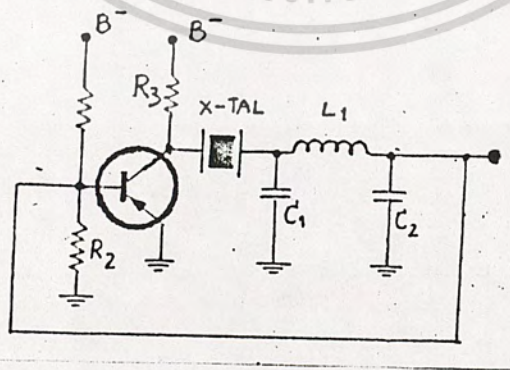 B⁻ B⁻
R₃
X-TAL L₁
C₁ C₂
R₂